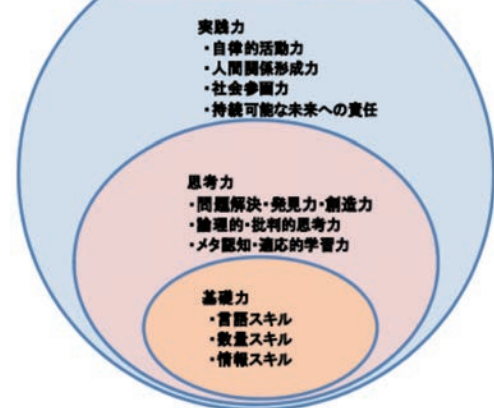 実践力
・自律的活動力
・人間関係形成力
・社会参画力
・持続可能な未来への責任
思考力
・問題解決・発見力・創造力
・論理的・批判的思考力
・メタ認知・適応的学習力
基礎力
・言語スキル
・数量スキル
・情報スキル